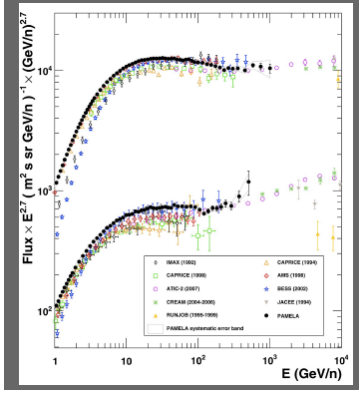 Flux × E^2.7 ( m² s sr GeV/n )⁻¹ × (GeV/n)^2.7
10⁴
10³
10²
IMAX (1992) CAPRICE (1994)
CAPRICE (1998) AMS (1998)
ATIC-2 (2007) BESS (2002)
CREAM (2004-2006) JACEE (1994)
RUNJOB (1995-1999) PAMELA
PAMELA systematic error band
1 10 10² 10³ 10⁴
E (GeV/n)